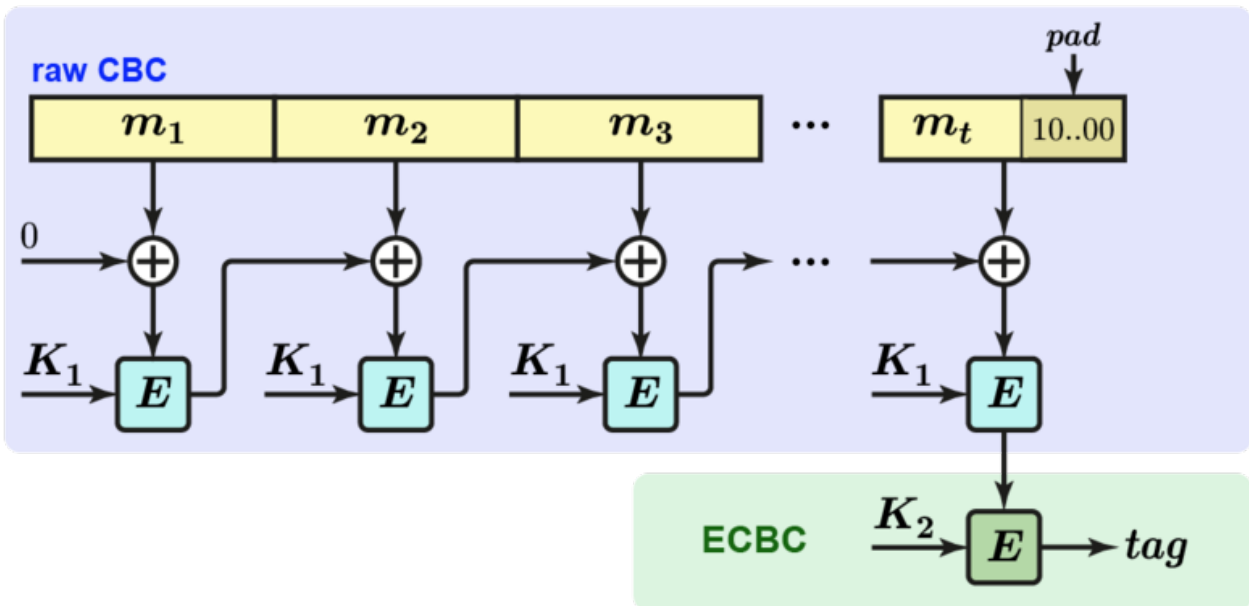 pad
raw CBC
m₁ m₂ m₃ ... mₜ 10..00
0 ...
K₁ E K₁ E K₁ E K₁ E
ECBC K₂ E tag